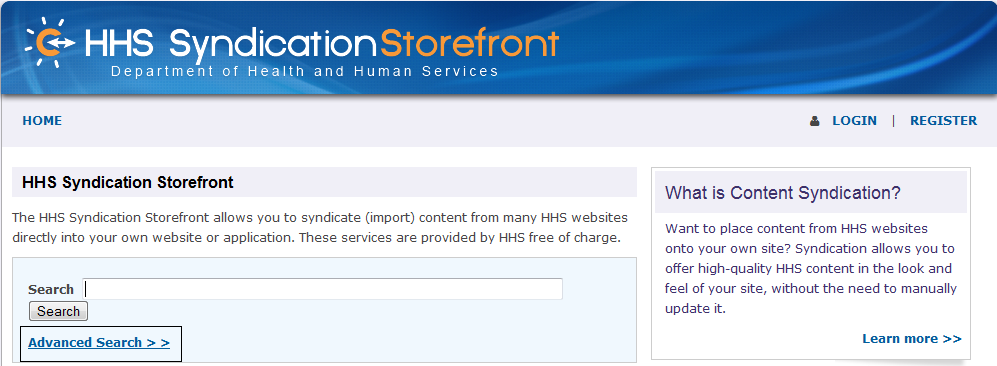 HHS Syndication Storefront
Department of Health and Human Services
HOME
LOGIN | REGISTER
HHS Syndication Storefront
The HHS Syndication Storefront allows you to syndicate (import) content from many HHS websites
directly into your own website or application. These services are provided by HHS free of charge.
Search
Search
Advanced Search > >
What is Content Syndication?
Want to place content from HHS websites
onto your own site? Syndication allows you to
offer high-quality HHS content in the look and
feel of your site, without the need to manually
update it.
Learn more >>